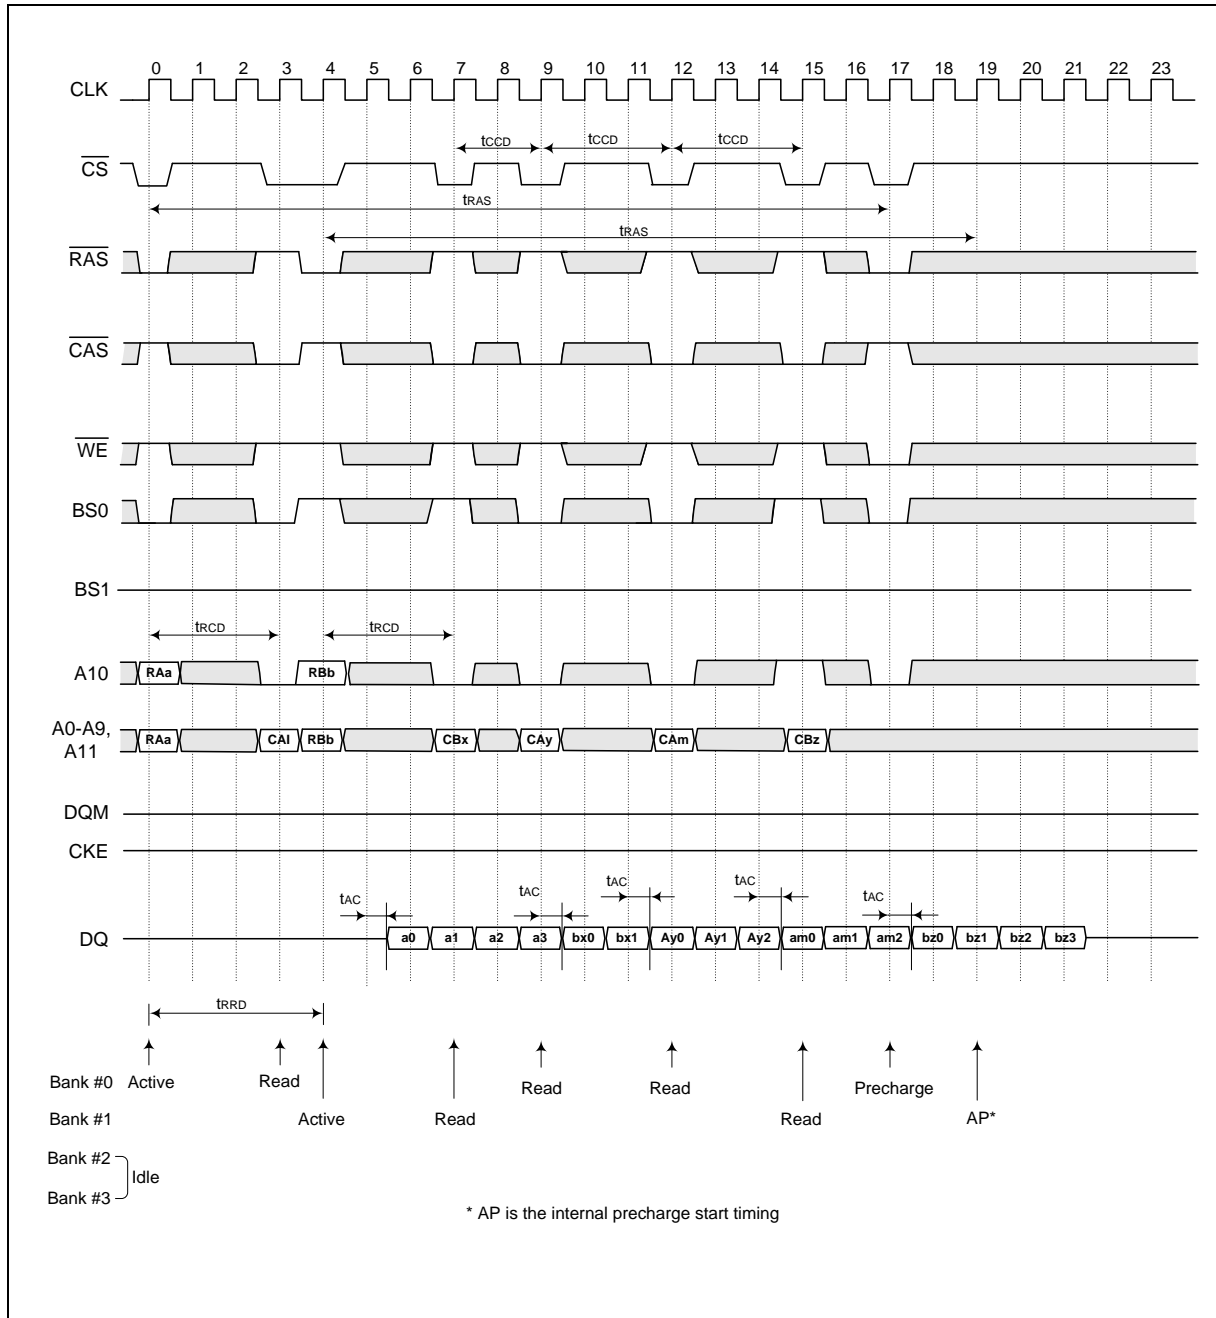 0 1 2 3 4 5 6 7 8 9 10 11 12 13 14 15 16 17 18 19 20 21 22 23
CLK
tCCD tCCD tCCD
CS
tRAS
tRAS
RAS
CAS
WE
BS0
BS1
tRCD tRCD
A10 RAa RBb
A0-A9,
A11
RAa CAI RBb CBx CAy CAm CBz
DQM
CKE
tAC tAC tAC tAC tAC
DQ a0 a1 a2 a3 bx0 bx1 Ay0 Ay1 Ay2 am0 am1 am2 bz0 bz1 bz2 bz3
tRRD
Bank #0 Active Read Read Read Precharge
Bank #1 Active Read Read AP*
Bank #2
Idle
Bank #3
* AP is the internal precharge start timing